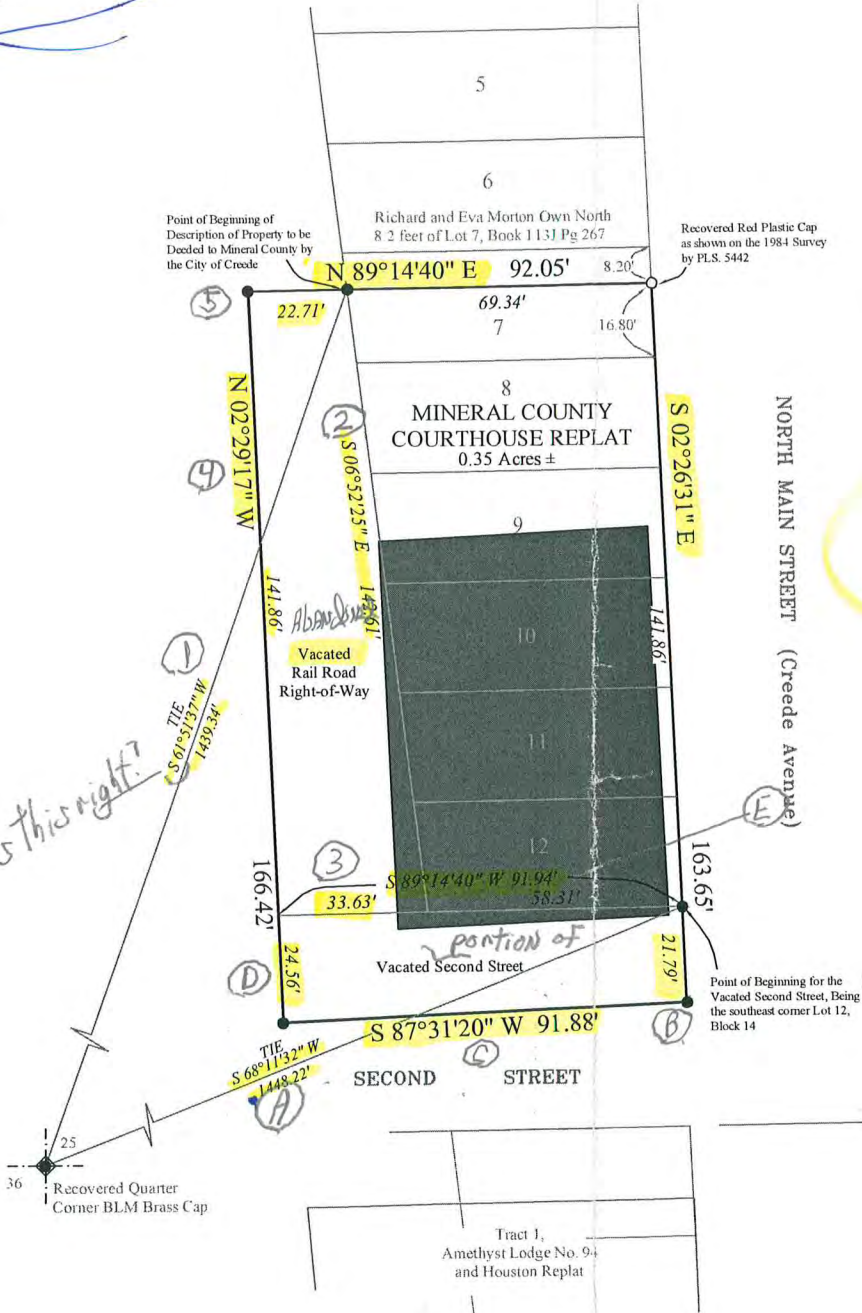 5
6
Richard and Eva Morton Own North
8 2 feet of Lot 7, Book 113J Pg 267
Point of Beginning of
Description of Property to be
Deeded to Mineral County by
the City of Creede
Recovered Red Plastic Cap
as shown on the 1984 Survey
by PLS. 5442
N 89°14'40" E 92.05'
8.20'
5
22.71'
69.34'
7
16.80'
8
MINERAL COUNTY
COURTHOUSE REPLAT
0.35 Acres ±
2
S 06°52'25" E 142.61'
4
N 02°29'17" W
141.86'
166.42'
S 02°26'31" E
141.86'
163.65'
NORTH MAIN STREET (Creede Avenue)
9
10
11
12
Abandoned
Vacated
Rail Road
Right-of-Way
1
TIE
S 61°51'37" W
1439.34'
s this right?
E
3
S 89°14'40" W 91.94'
33.63'
58.31'
portion of
Vacated Second Street
D
24.56'
21.79'
Point of Beginning for the
Vacated Second Street, Being
the southeast corner Lot 12,
Block 14
B
S 87°31'20" W 91.88'
C
TIE
S 68°11'32" W
1448.22'
A
SECOND STREET
25
36
Recovered Quarter
Corner BLM Brass Cap
Tract 1,
Amethyst Lodge No. 94
and Houston Replat